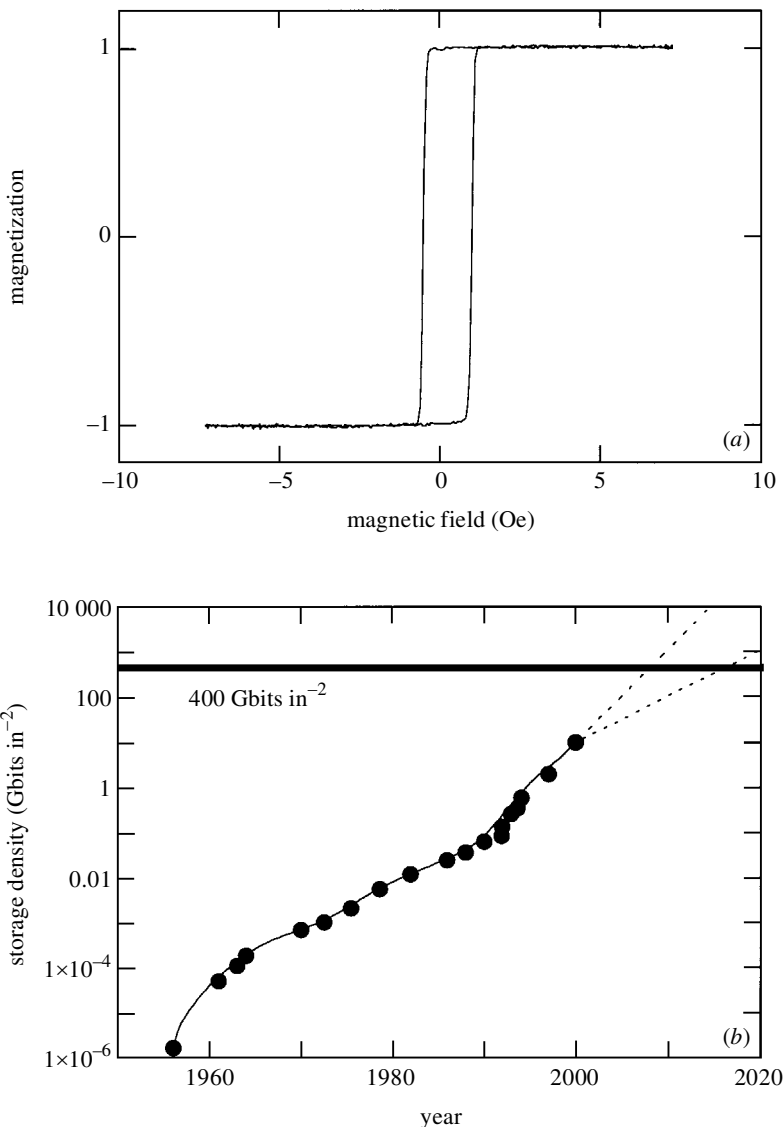 1
0
−1
magnetization
(a)
−10
−5
0
5
10
magnetic field (Oe)
10 000
100
1
0.01
1×10⁻⁴
1×10⁻⁶
storage density (Gbits in⁻²)
400 Gbits in⁻²
(b)
1960
1980
2000
2020
year